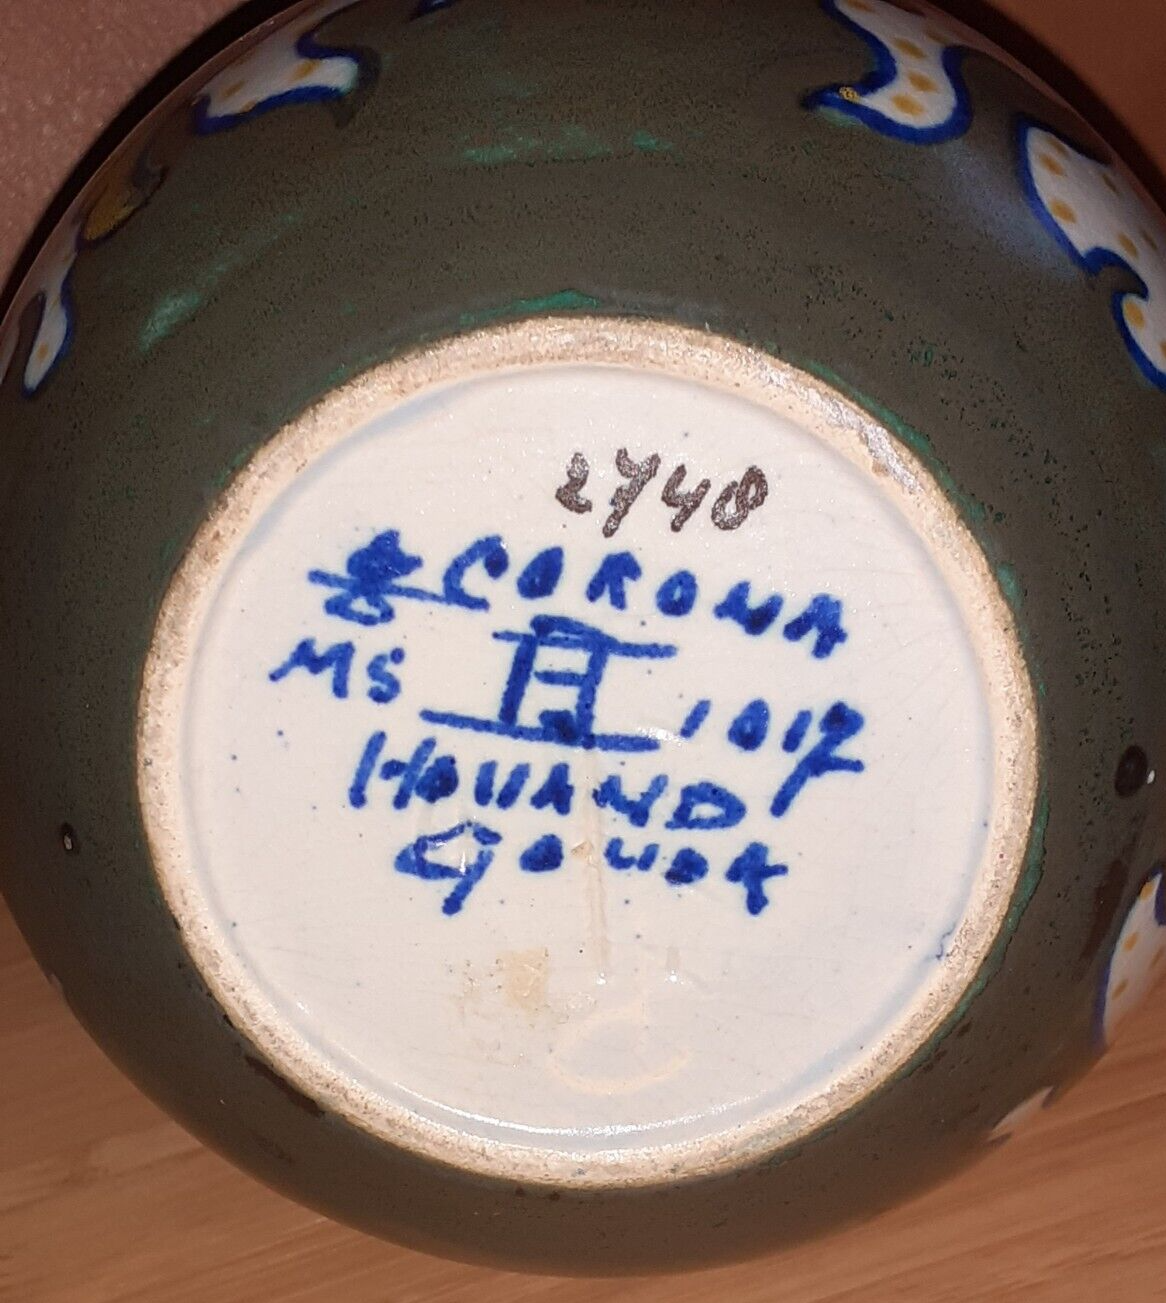 2740
CORONA
MS 1017
HOLLAND
GOUDA